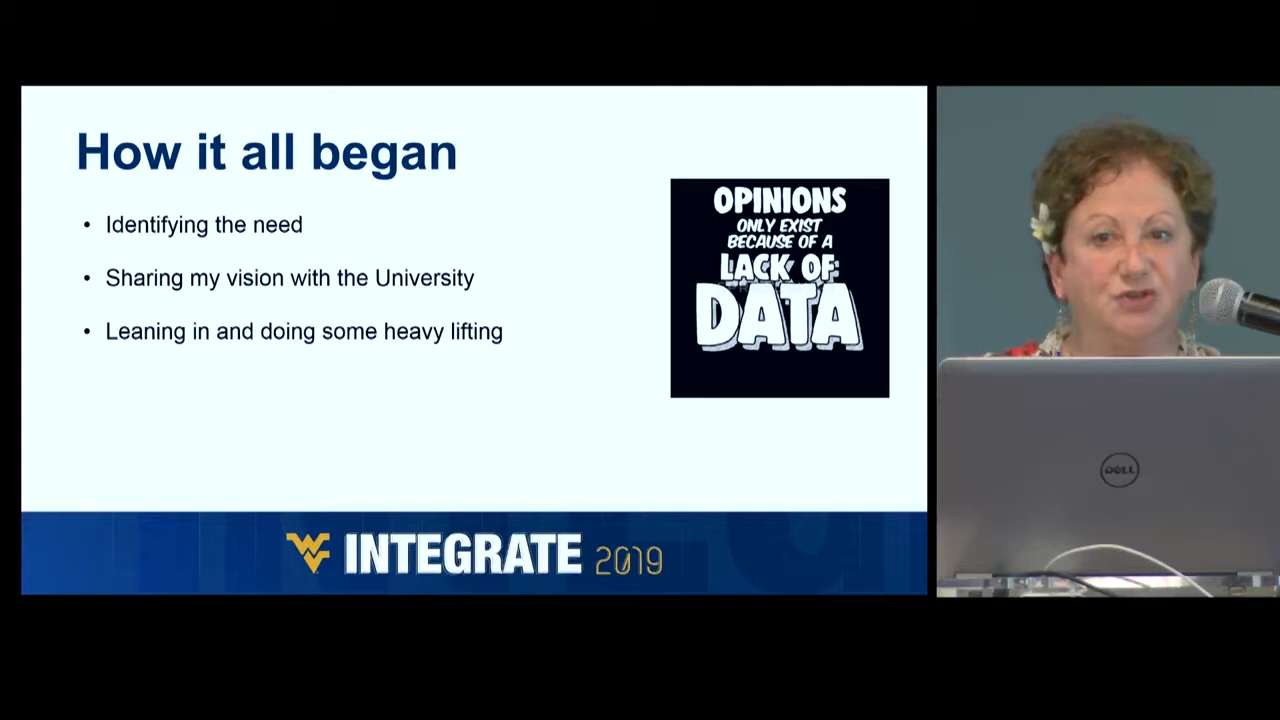 How it all began
• Identifying the need
• Sharing my vision with the University
• Leaning in and doing some heavy lifting
OPINIONS
ONLY EXIST
BECAUSE OF A
LACK OF
DATA
WV INTEGRATE 2019
DELL